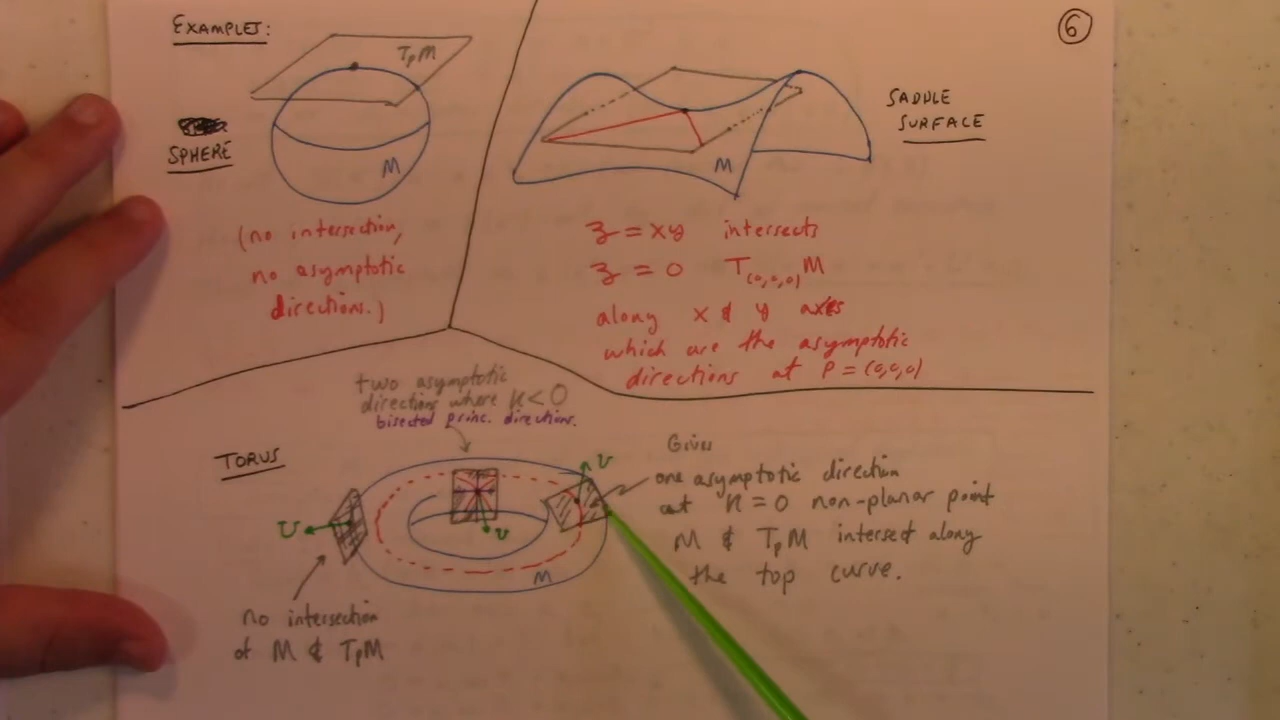 EXAMPLES:
6
TpM
M
SPHERE
(no intersection,
no asymptotic
directions.)
M
SADDLE
SURFACE
z = xy intersects
z = 0 T(0,0,0)M
along x & y axes
which are the asymptotic
directions at P = (0,0,0)
two asymptotic
directions where K<0
bisected princ. directions.
TORUS
U
U
U
M
no intersection
of M & TpM
Gives
one asymptotic direction
at K = 0 non-planar point
M & TpM intersect along
the top curve.